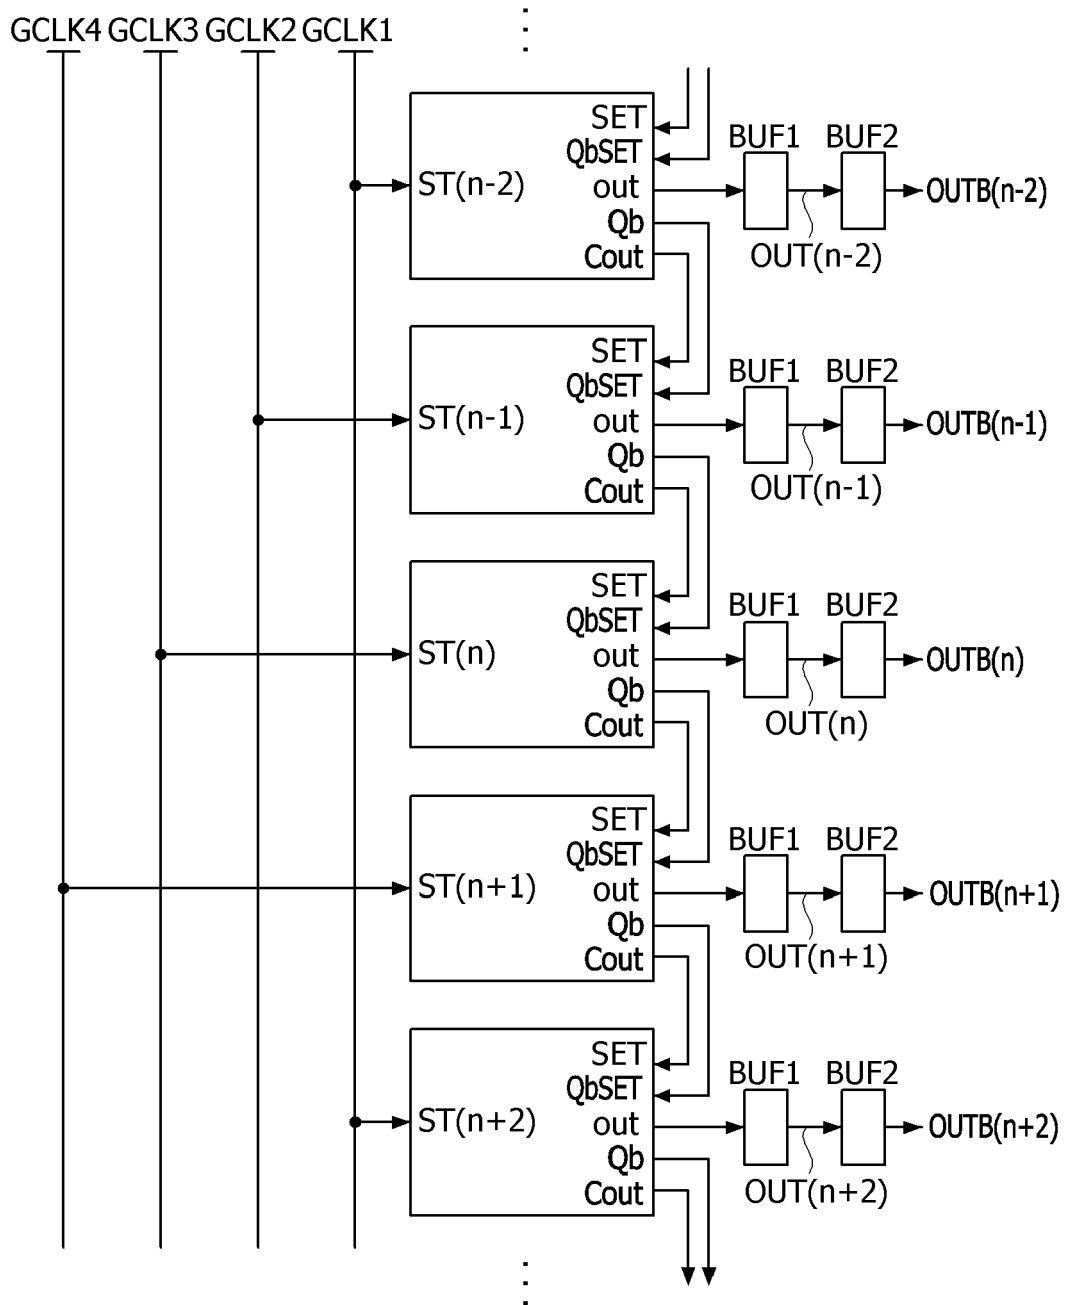 GCLK4 GCLK3 GCLK2 GCLK1
SET
QbSET
ST(n-2)
out
Qb
Cout
BUF1
BUF2
OUT(n-2)
OUTB(n-2)
SET
QbSET
ST(n-1)
out
Qb
Cout
BUF1
BUF2
OUT(n-1)
OUTB(n-1)
SET
QbSET
ST(n)
out
Qb
Cout
BUF1
BUF2
OUT(n)
OUTB(n)
SET
QbSET
ST(n+1)
out
Qb
Cout
BUF1
BUF2
OUT(n+1)
OUTB(n+1)
SET
QbSET
ST(n+2)
out
Qb
Cout
BUF1
BUF2
OUT(n+2)
OUTB(n+2)